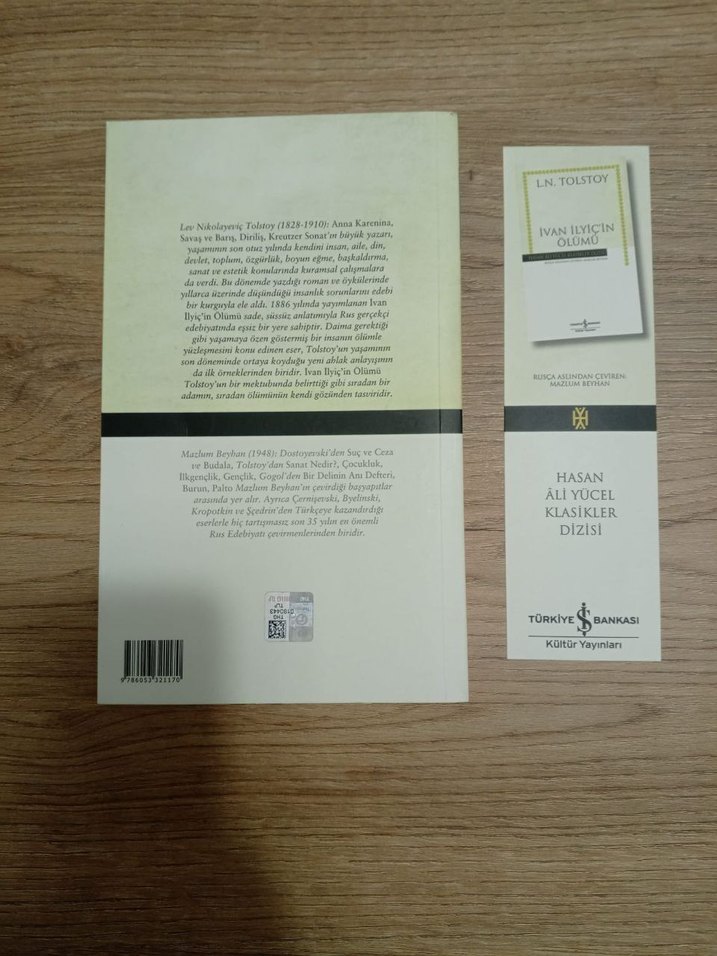 Lev Nikolayeviç Tolstoy (1828-1910): Anna Karenina,
Savaş ve Barış, Diriliş, Kreutzer Sonat'ın büyük yazarı,
yaşamının son otuz yılında kendini insan, aile, din,
devlet, toplum, özgürlük, boyun eğme, başkaldırma,
sanat ve estetik konularında kuramsal çalışmalara
da verdi. Bu dönemde yazdığı roman ve öykülerinde
yıllarca üzerinde düşündüğü insanlık sorunlarını edebi
bir kurguyla ele aldı. 1886 yılında yayımlanan İvan
İlyiç'in Ölümü sade, süssüz anlatımıyla Rus gerçekçi
edebiyatında eşsiz bir yere sahiptir. Daima gerektiği
gibi yaşamaya özen göstermiş bir insanın ölümle
yüzleşmesini konu edinen eser, Tolstoy'un yaşamının
son döneminde ortaya koyduğu yeni ahlak anlayışının
da ilk örneklerinden biridir. İvan İlyiç'in Ölümü
Tolstoy'un bir mektubunda belirttiği gibi sıradan bir
adamın, sıradan ölümünün kendi gözünden tasviridir.
Mazlum Beyhan (1948): Dostoyevski'den Suç ve Ceza
ve Budala, Tolstoy'dan Sanat Nedir?, Çocukluk,
İlkgençlik, Gençlik, Gogol'den Bir Delinin Anı Defteri,
Burun, Palto Mazlum Beyhan'ın çevirdiği başyapıtlar
arasında yer alır. Ayrıca Çernişevski, Byelinski,
Kropotkin ve Şçedrin'den Türkçeye kazandırdığı
eserlerle hiç tartışmasız son 35 yılın en önemli
Rus Edebiyatı çevirmenlerinden biridir.
9 786053 321170
L.N. TOLSTOY
İVAN İLYİÇ'İN
ÖLÜMÜ
RUSÇA ASLINDAN ÇEVİREN:
MAZLUM BEYHAN
HASAN
ÂLİ YÜCEL
KLASİKLER
DİZİSİ
TÜRKİYE İŞ BANKASI
Kültür Yayınları